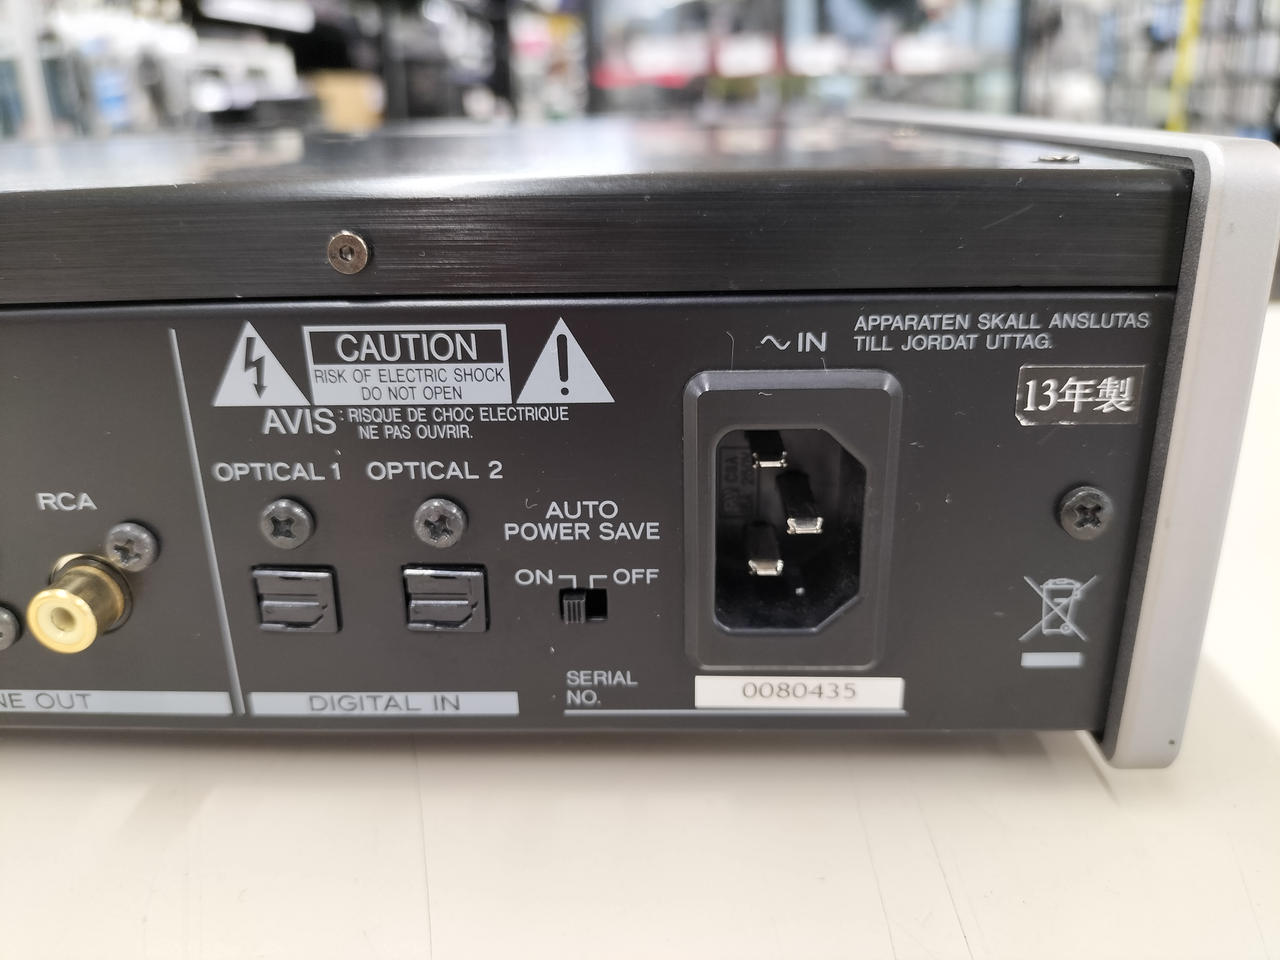 CAUTION
RISK OF ELECTRIC SHOCK
DO NOT OPEN
AVIS : RISQUE DE CHOC ELECTRIQUE
NE PAS OUVRIR.
IN
APPARATEN SKALL ANSLUTAS
TILL JORDAT UTTAG.
13年製
RCA
OPTICAL 1
OPTICAL 2
AUTO
POWER SAVE
ON
OFF
OUT
DIGITAL IN
SERIAL
NO.
0080435